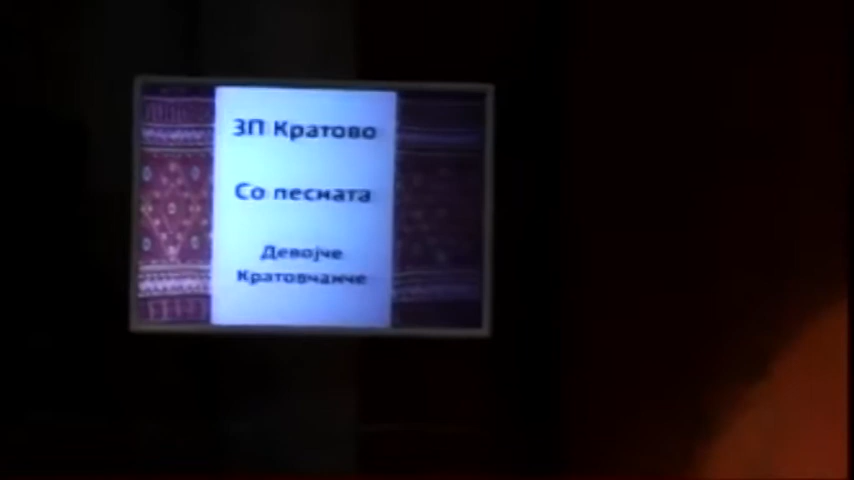 ЗП Кратово
Со песната
Девојче
Кратовчанче